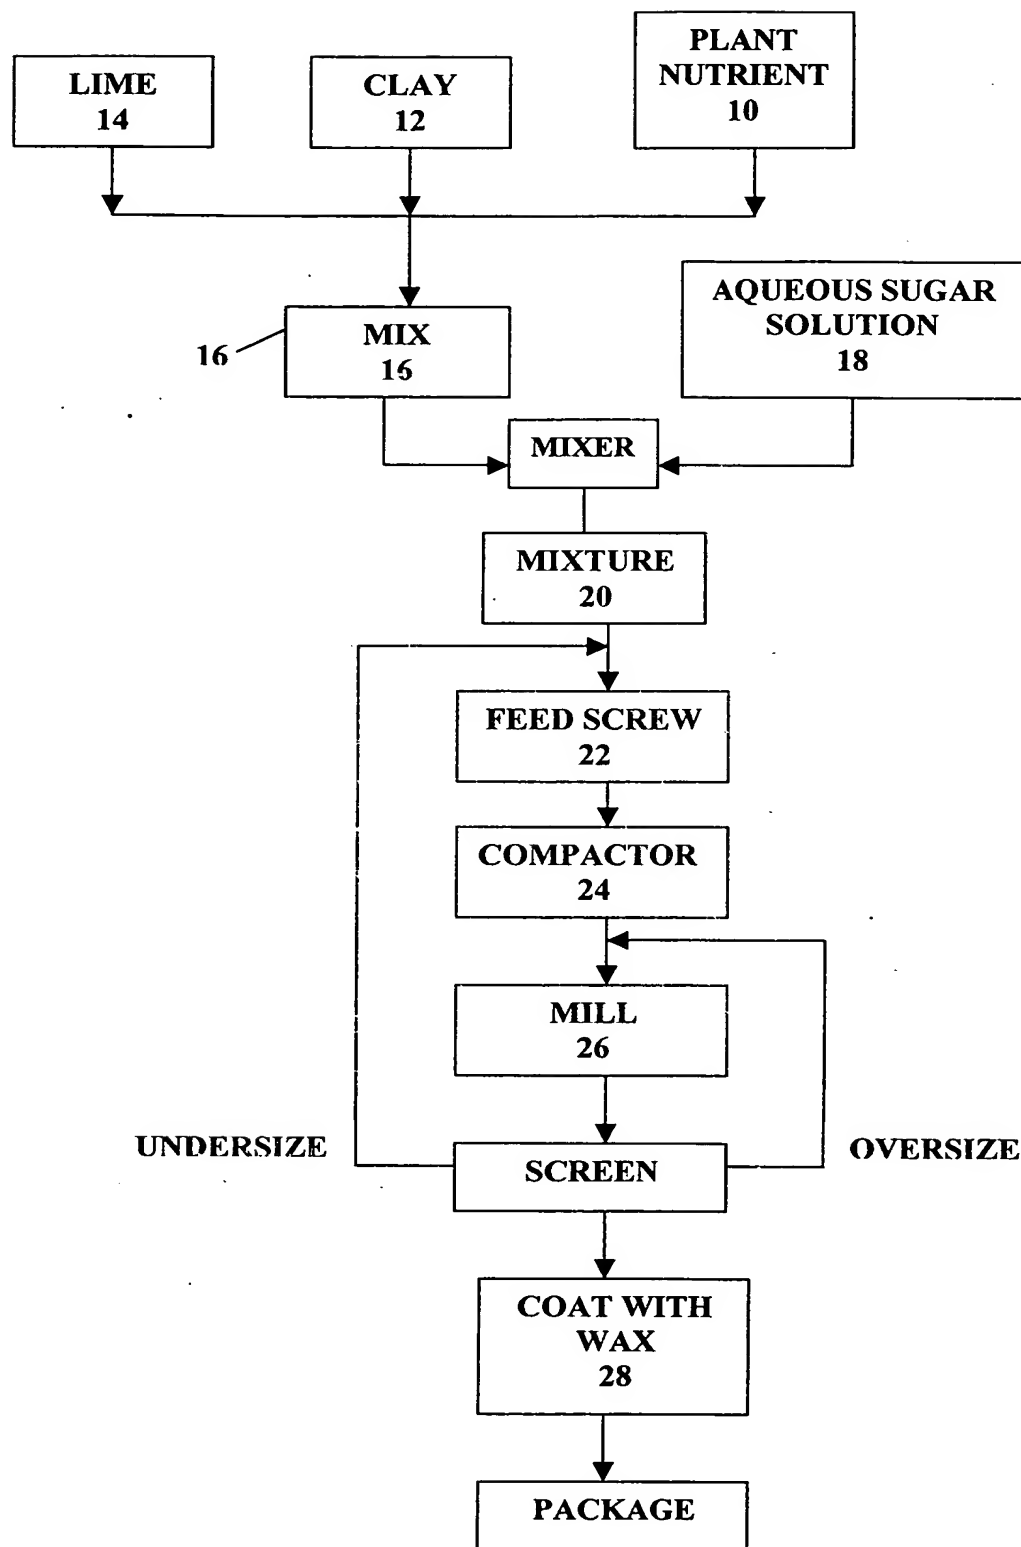 LIME
14
CLAY
12
PLANT
NUTRIENT
10
MIX
16
16
AQUEOUS SUGAR
SOLUTION
18
MIXER
MIXTURE
20
FEED SCREW
22
COMPACTOR
24
MILL
26
UNDERSIZE
SCREEN
OVERSIZE
COAT WITH
WAX
28
PACKAGE